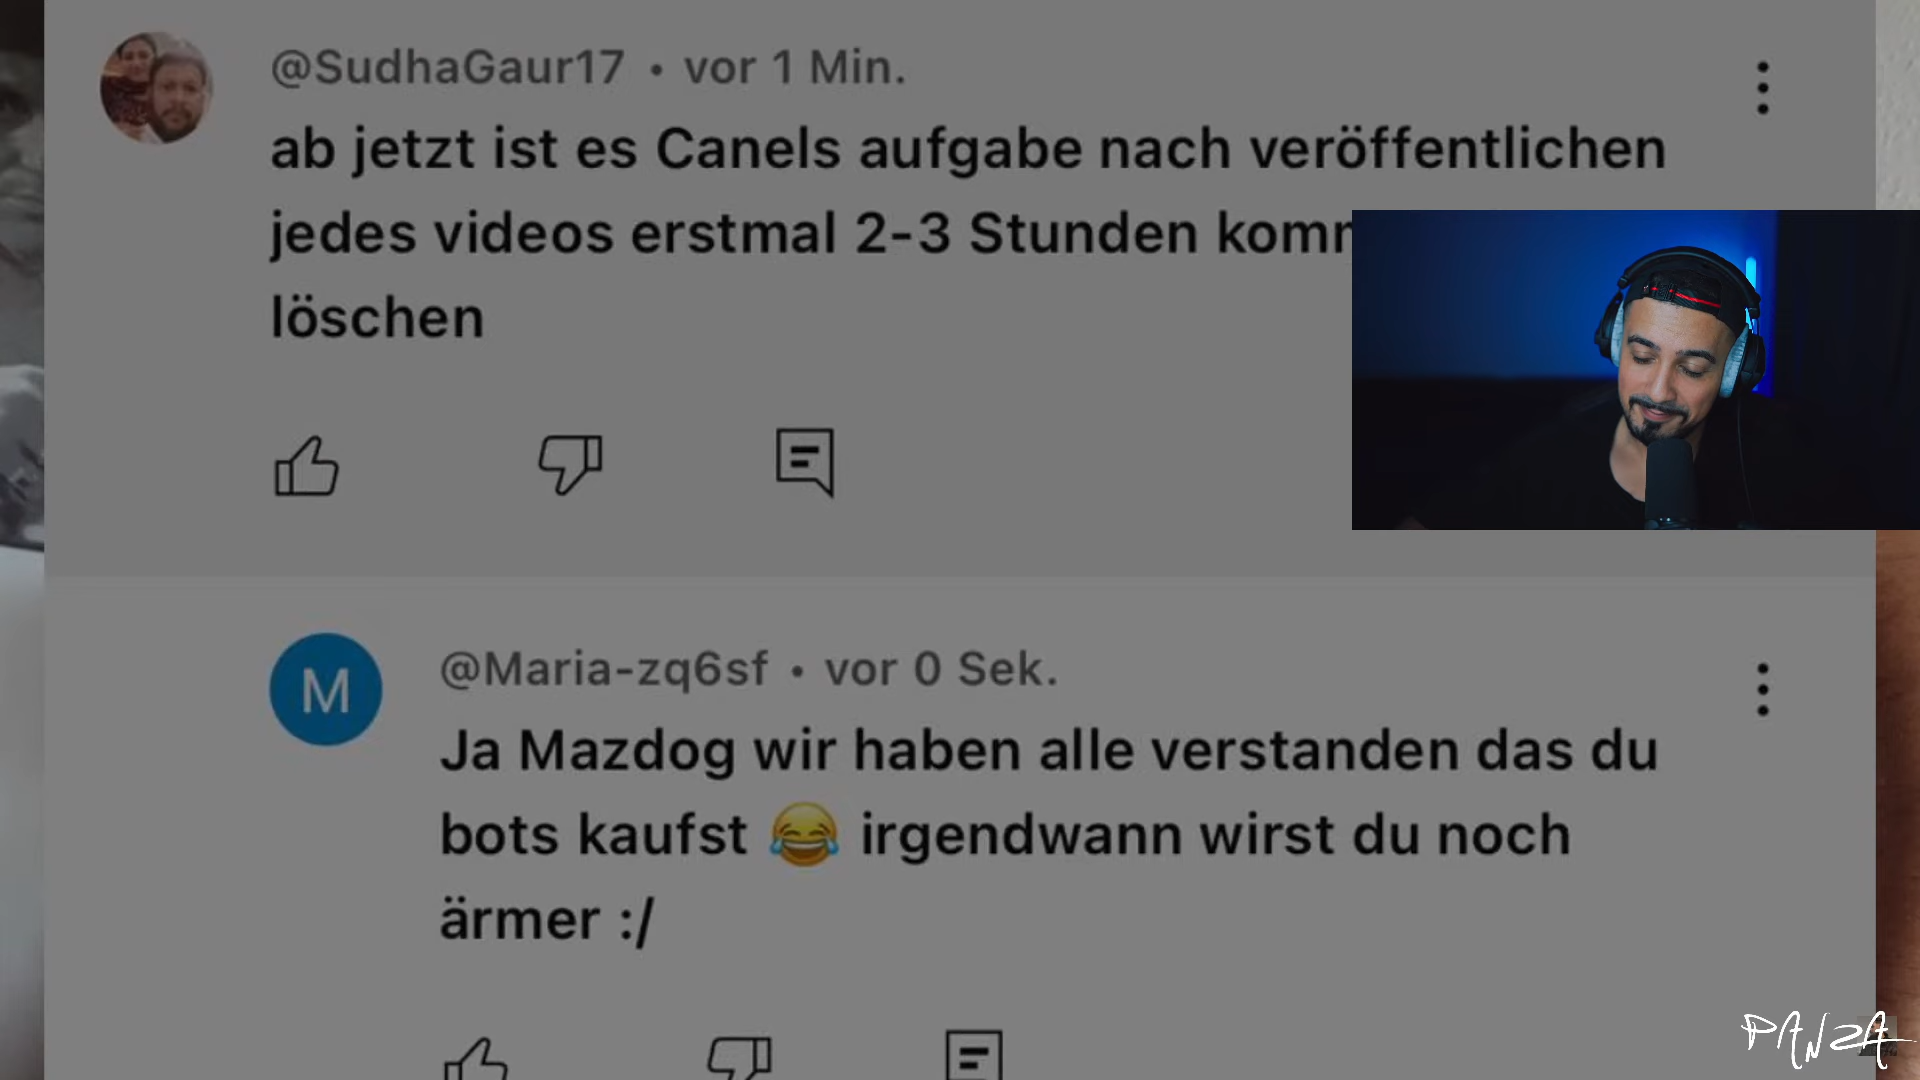 @SudhaGaur17 • vor 1 Min.
ab jetzt ist es Canels aufgabe nach veröffentlichen
jedes videos erstmal 2-3 Stunden
löschen
M
@Maria-zq6sf • vor 0 Sek.
Ja Mazdog wir haben alle verstanden das du
bots kaufst 😂 irgendwann wirst du noch
ärmer :/
PANZA